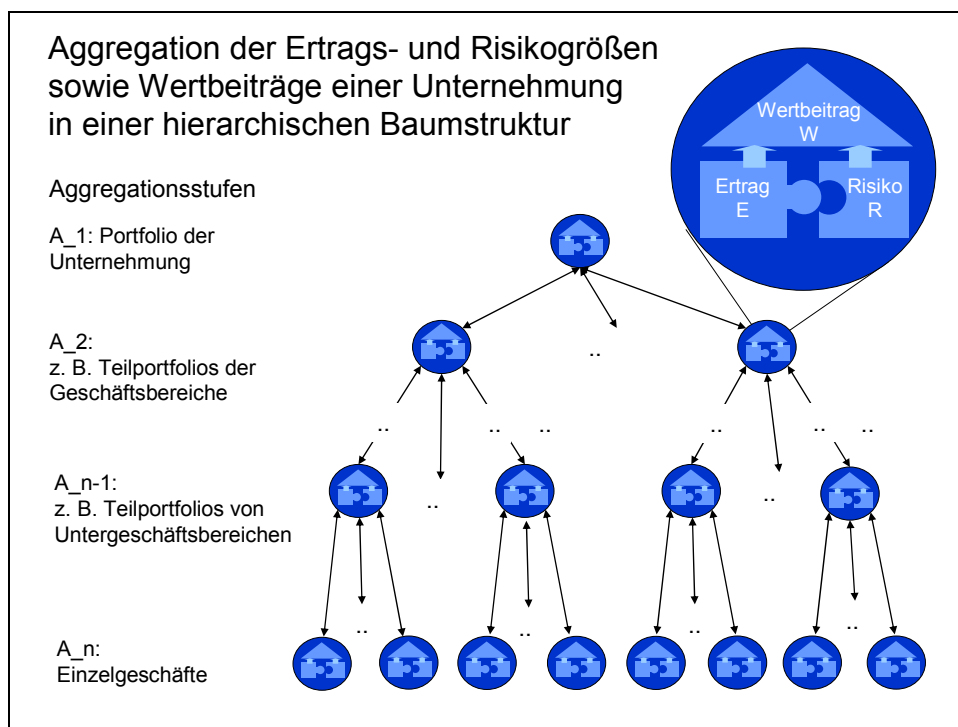 Aggregation der Ertrags- und Risikogrößen
sowie Wertbeiträge einer Unternehmung
in einer hierarchischen Baumstruktur
Wertbeitrag
W
Ertrag
E
Risiko
R
Aggregationsstufen
A_1: Portfolio der
Unternehmung
A_2:
z. B. Teilportfolios der
Geschäftsbereiche
..
.. .. .. .. .. ..
A_n-1:
z. B. Teilportfolios von
Untergeschäftsbereichen
.. ..
.. .. .. ..
A_n:
Einzelgeschäfte